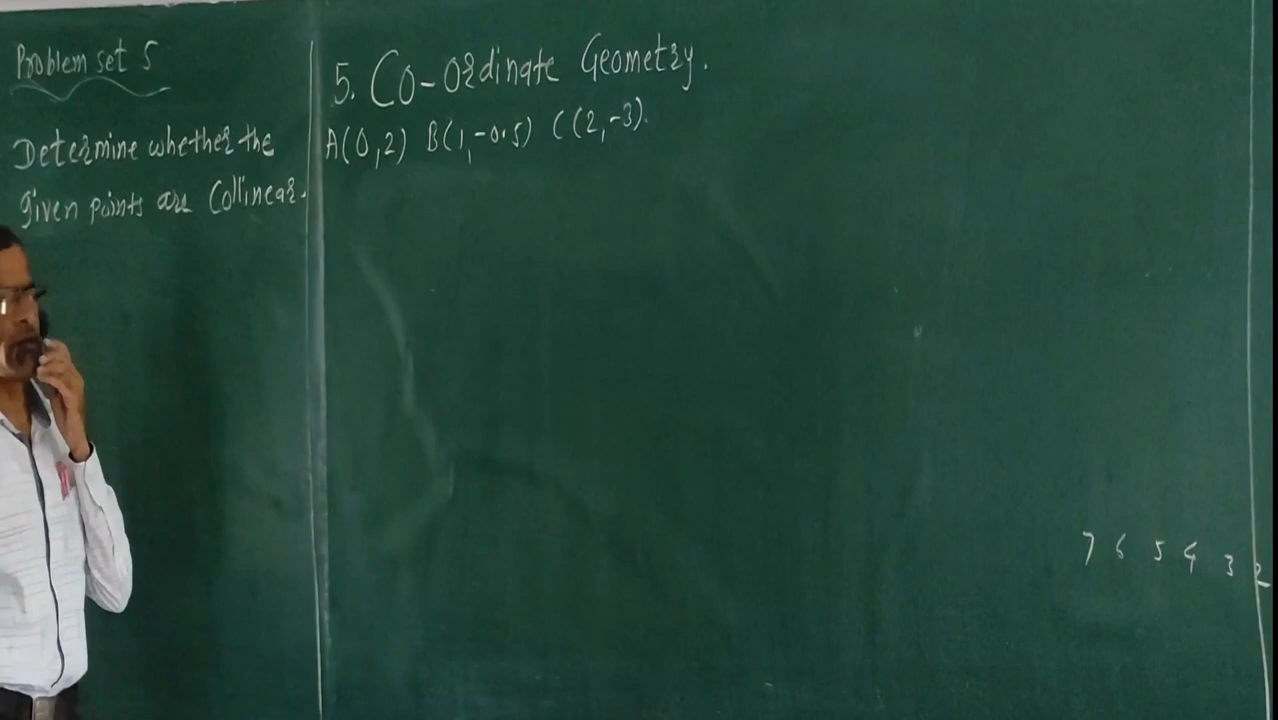 Problem set 5
Determine whether the
given points are Collinear.
5. Co-ordinate Geometry.
A(0,2) B(1,-0.5) C(2,-3).
7 6 5 4 3 2